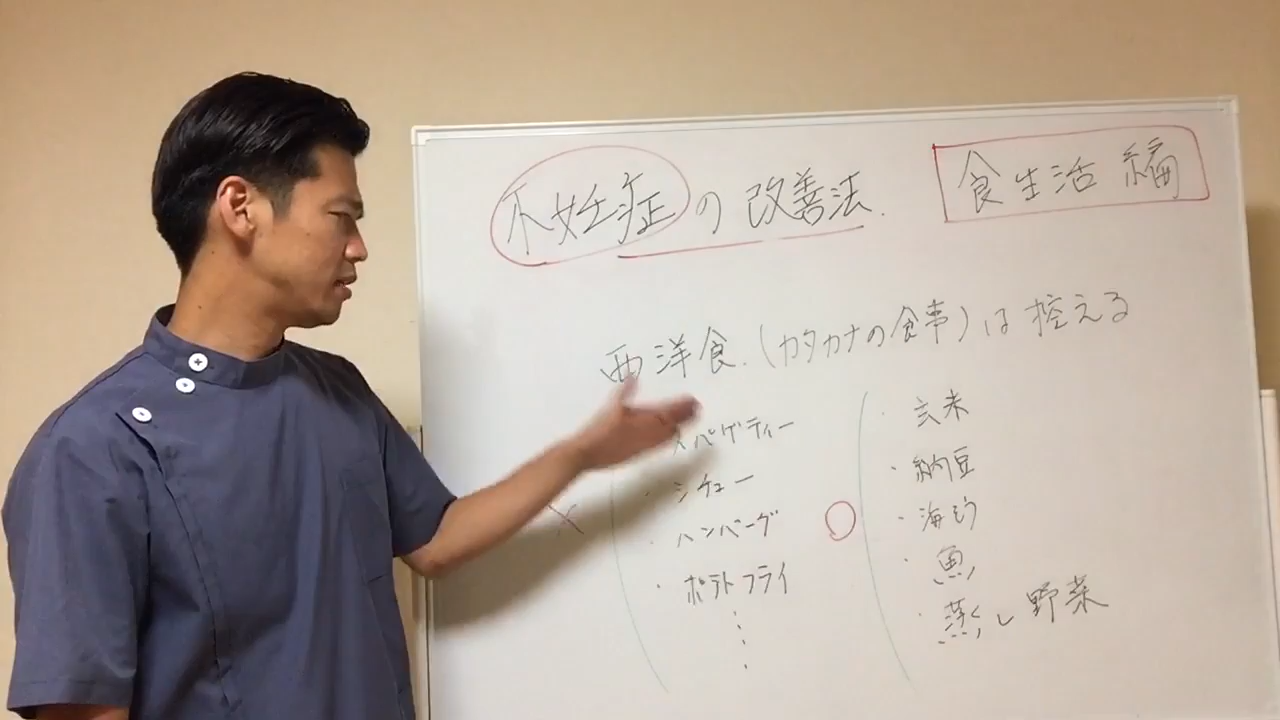 不妊症の改善法.
食生活編
西洋食.(カタカナの食事)は控える
×
・スパゲティー
・シチュー
・ハンバーグ
・ポテトフライ
○
・玄米
・納豆
・海そう
・魚
・蒸し野菜